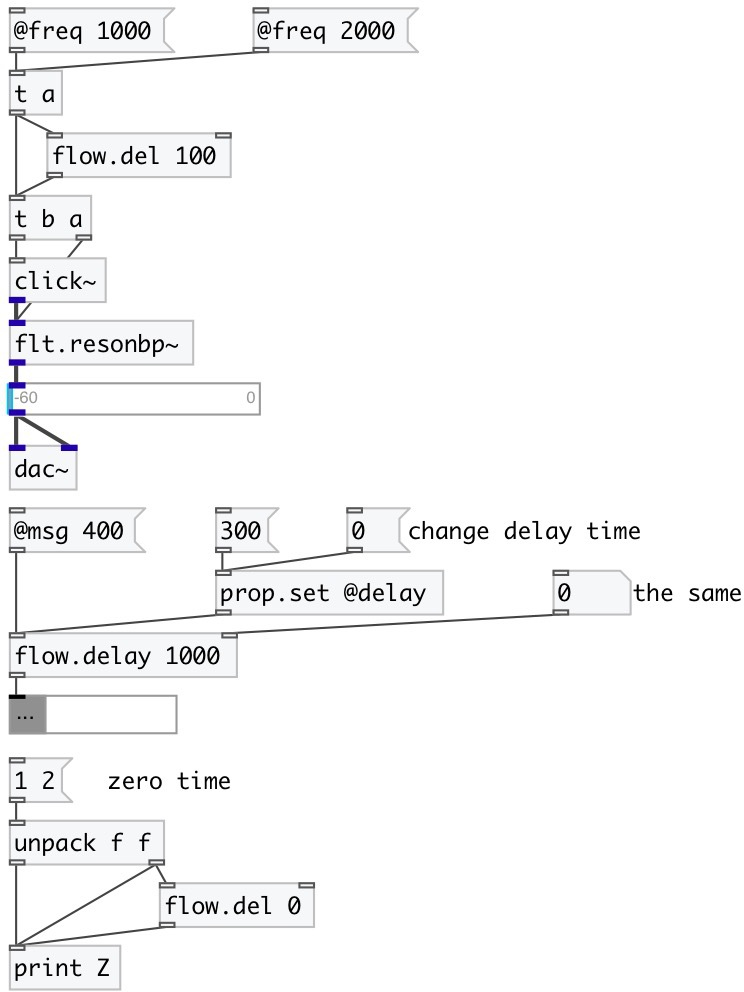 @freq 1000 @freq 2000
t a
flow.del 100
t b a
click~
flt.resonbp~
-60 0
dac~
@msg 400 300 0 change delay time
prop.set @delay 0 the same
flow.delay 1000
...
1 2 zero time
unpack f f
flow.del 0
print Z